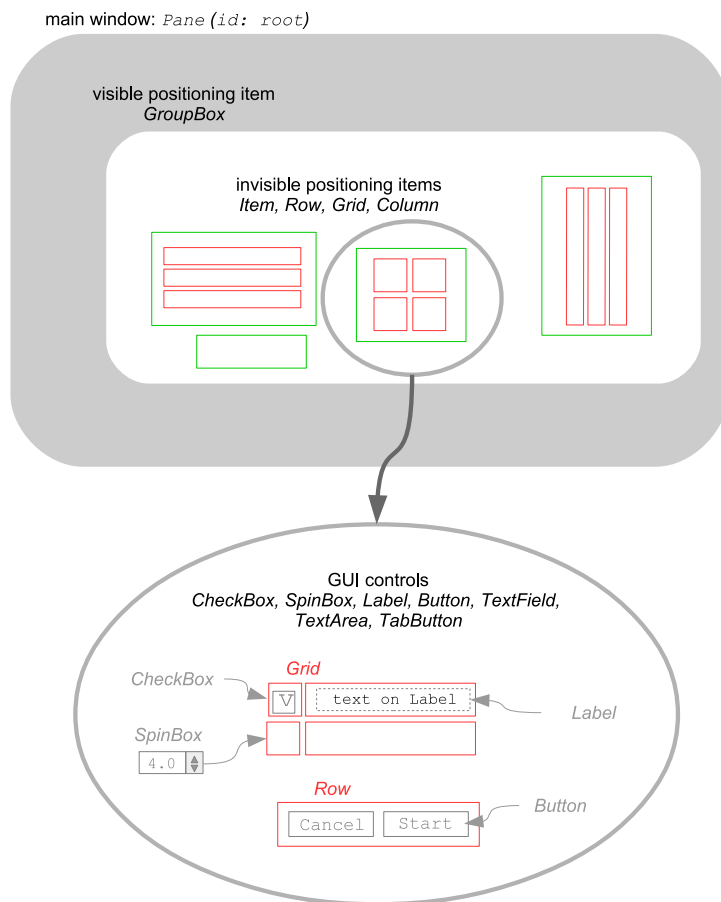 main window: Pane (id: root)
visible positioning item
GroupBox
invisible positioning items
Item, Row, Grid, Column
GUI controls
CheckBox, SpinBox, Label, Button, TextField,
TextArea, TabButton
Grid
CheckBox
V
text on Label
Label
SpinBox
4.0
Row
Button
Cancel
Start